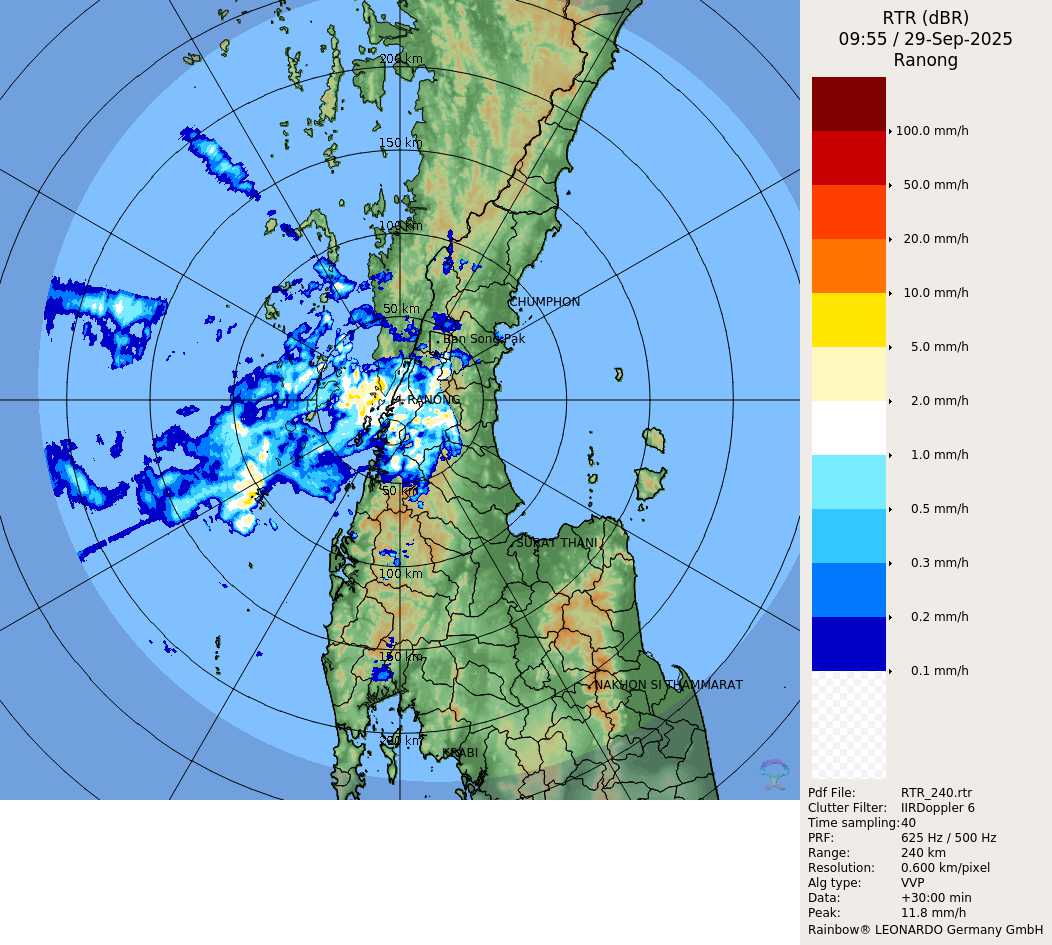 200 km
150 km
100 km
50 km
CHUMPHON
Ban Song Pak
RANONG
50 km
SURAT THANI
100 km
150 km
NAKHON SI THAMMARAT
200 km
KRABI
RTR (dBR)
09:55 / 29-Sep-2025
Ranong
100.0 mm/h
50.0 mm/h
20.0 mm/h
10.0 mm/h
5.0 mm/h
2.0 mm/h
1.0 mm/h
0.5 mm/h
0.3 mm/h
0.2 mm/h
0.1 mm/h
Pdf File: RTR_240.rtr
Clutter Filter: IIRDoppler 6
Time sampling:40
PRF: 625 Hz / 500 Hz
Range: 240 km
Resolution: 0.600 km/pixel
Alg type: VVP
Data: +30:00 min
Peak: 11.8 mm/h
Rainbow® LEONARDO Germany GmbH